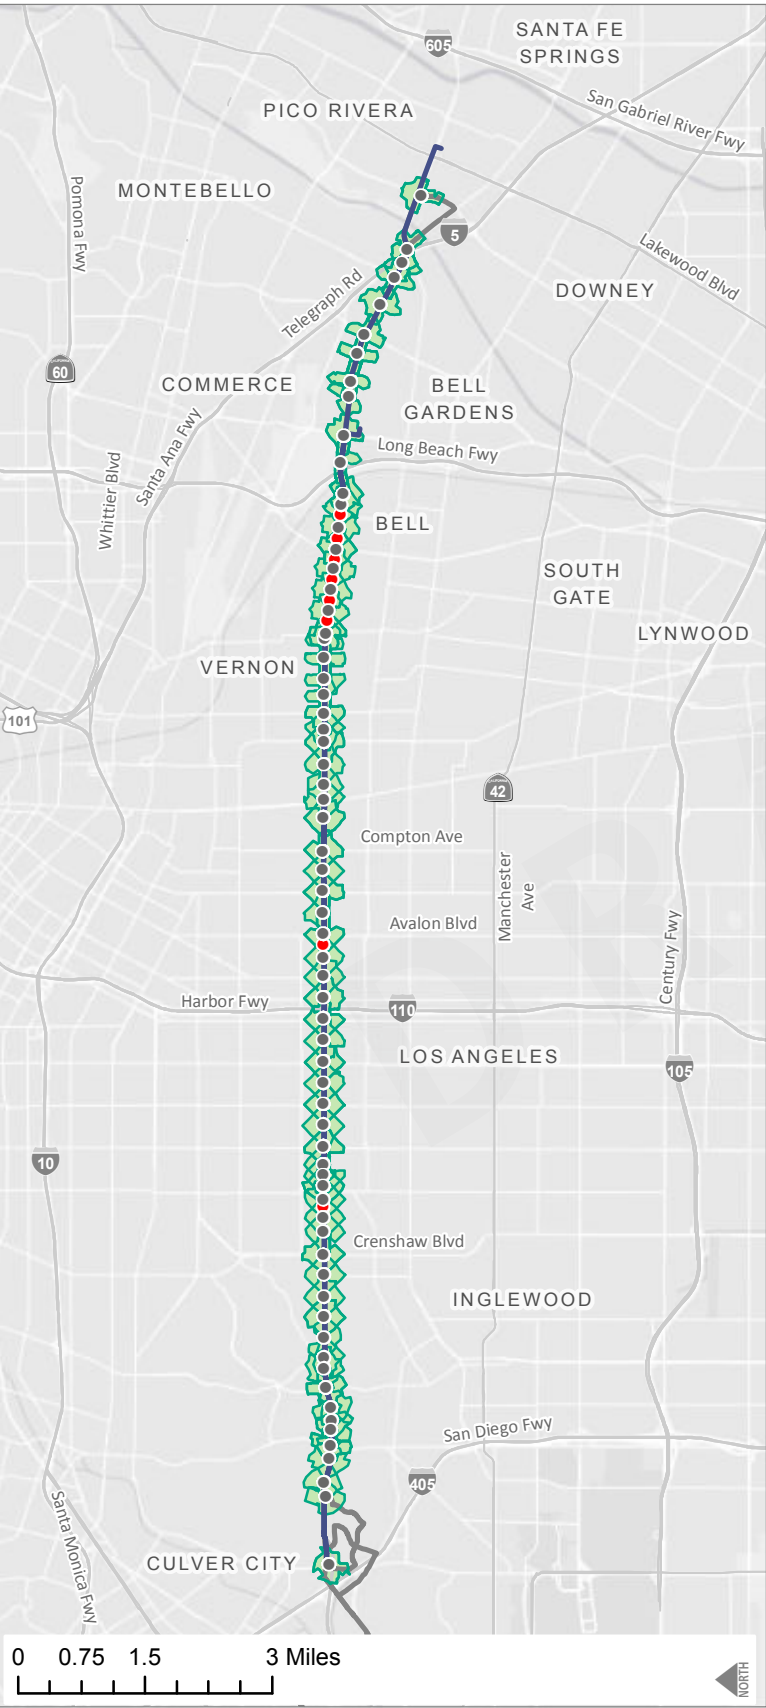 SANTA FE
SPRINGS
605
San Gabriel River Fwy
PICO RIVERA
MONTEBELLO
Pomona Fwy
5
Lakewood Blvd
DOWNEY
Telegraph Rd
60
COMMERCE
BELL
GARDENS
Santa Ana Fwy
Long Beach Fwy
Whittier Blvd
BELL
SOUTH
GATE
LYNWOOD
VERNON
101
42
Compton Ave
Manchester
Ave
Avalon Blvd
Century Fwy
Harbor Fwy
110
LOS ANGELES
105
10
Crenshaw Blvd
INGLEWOOD
San Diego Fwy
405
Santa Monica Fwy
CULVER CITY
0 0.75 1.5 3 Miles
NORTH